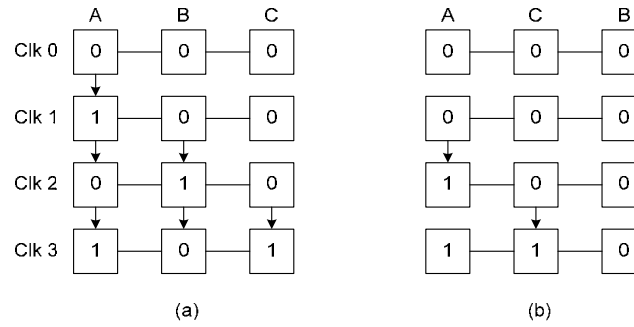 A B C A C B
Clk 0 0 0 0 0 0 0
Clk 1 1 0 0 0 0 0
Clk 2 0 1 0 1 0 0
Clk 3 1 0 1 1 1 0
(a) (b)